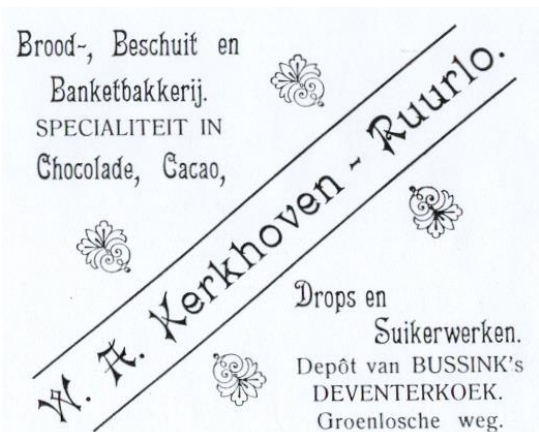 Brood-, Beschuit en
Banketbakkerij.
SPECIALITEIT IN
Chocolade, Cacao,
W. A. Kerkhoven - Ruurlo.
Drops en
Suikerwerken.
Depôt van BUSSINK's
DEVENTERKOEK.
Groenlosche weg.